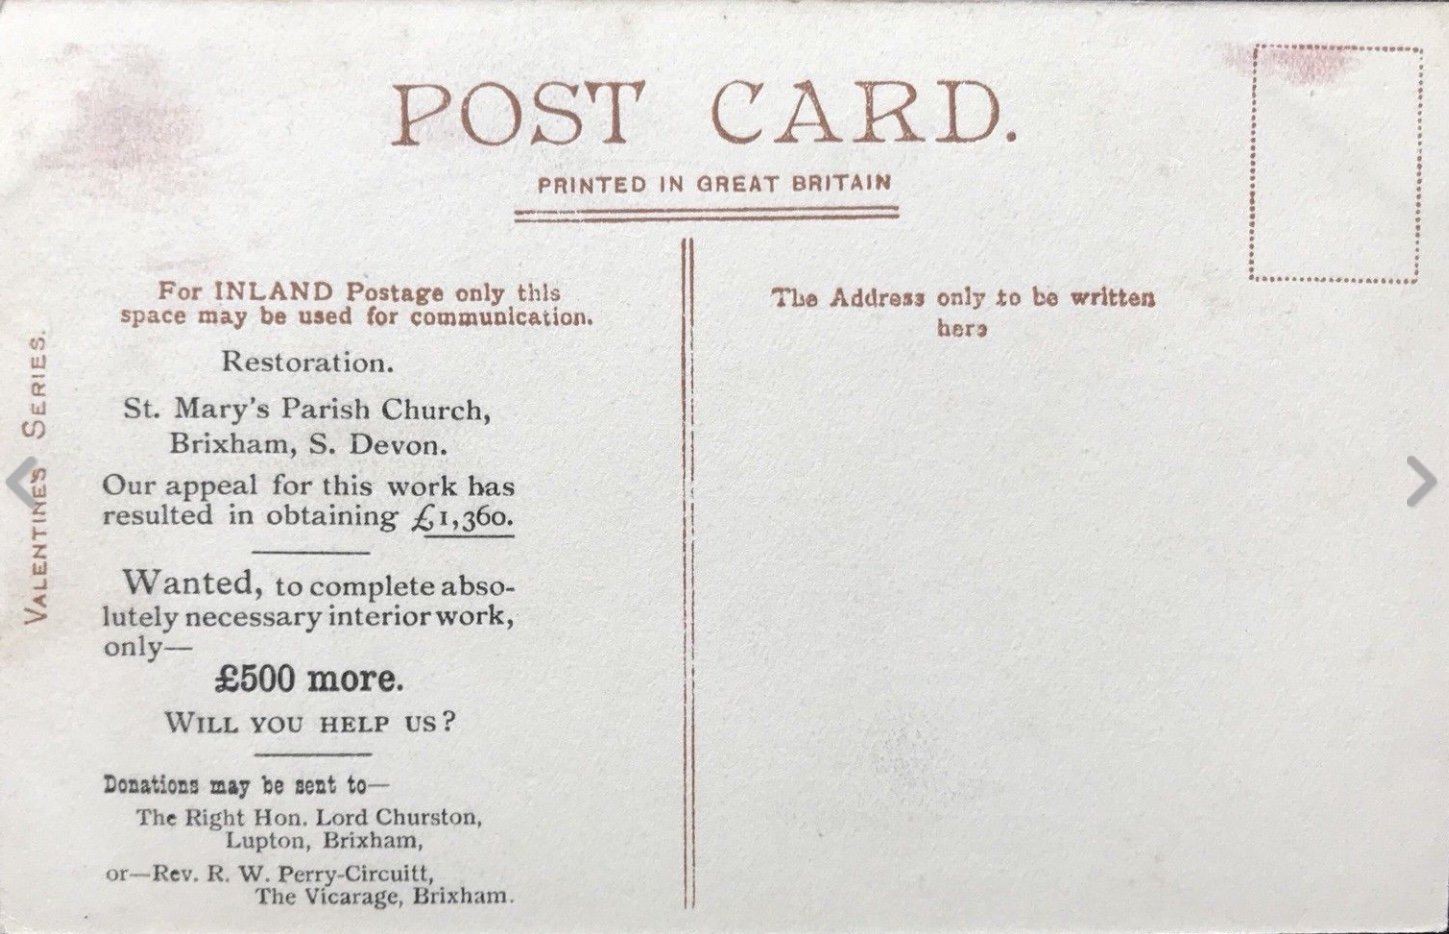 POST CARD.
PRINTED IN GREAT BRITAIN
VALENTINES SERIES.
For INLAND Postage only this
space may be used for communication.
Restoration.
St. Mary's Parish Church,
Brixham, S. Devon.
Our appeal for this work has
resulted in obtaining £1,360.
Wanted, to complete abso-
lutely necessary interior work,
only—
£500 more.
WILL YOU HELP US?
Donations may be sent to—
The Right Hon. Lord Churston,
Lupton, Brixham,
or—Rev. R. W. Perry-Circuitt,
The Vicarage, Brixham.
The Address only to be written
here